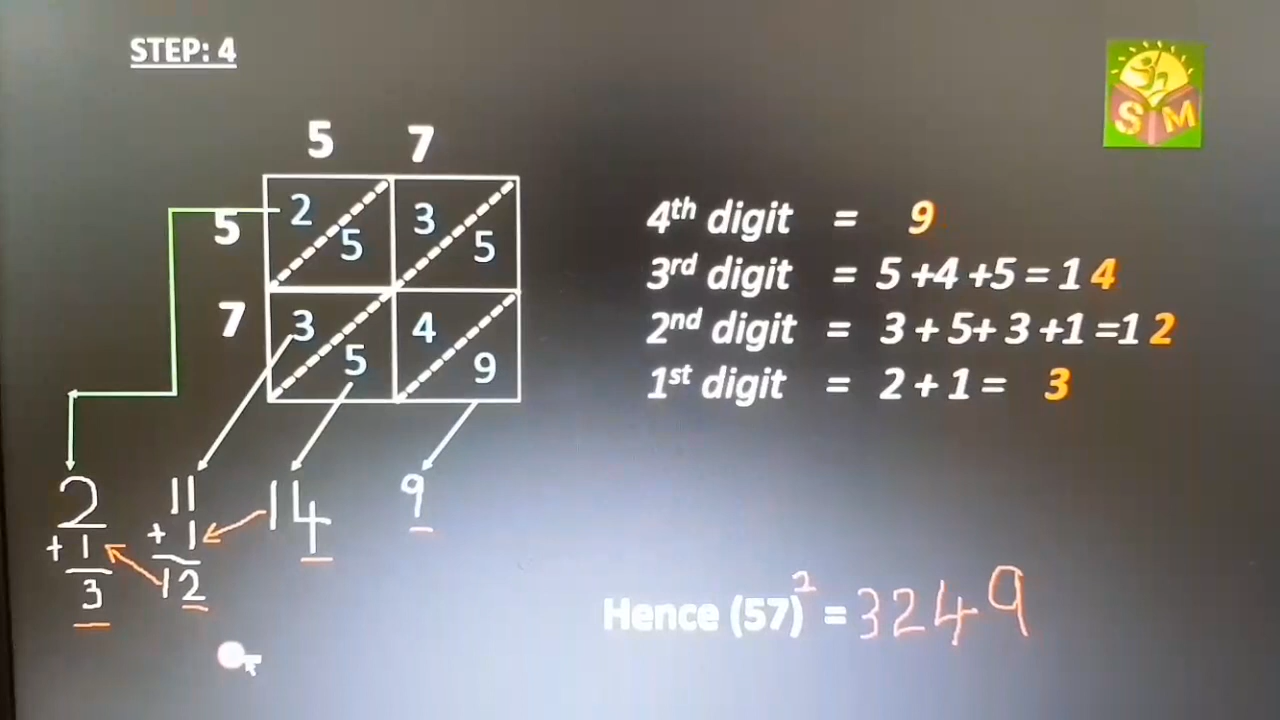 STEP: 4
5 7
5 2 5 3 5
7 3 5 4 9
4th digit = 9
3rd digit = 5 +4 +5 = 1 4
2nd digit = 3 + 5+ 3 +1 =1 2
1st digit = 2 + 1 = 3
2 11 14 9
+ 1 + 1
3 12
Hence (57)² = 3249
S M